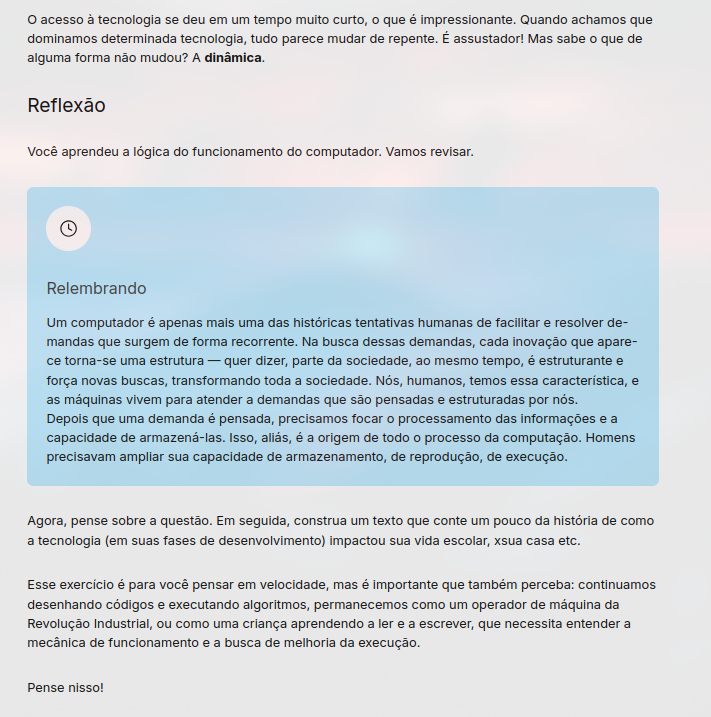 O acesso à tecnologia se deu em um tempo muito curto, o que é impressionante. Quando achamos que
dominamos determinada tecnologia, tudo parece mudar de repente. É assustador! Mas sabe o que de
alguma forma não mudou? A dinâmica.
Reflexão
Você aprendeu a lógica do funcionamento do computador. Vamos revisar.
Relembrando
Um computador é apenas mais uma das históricas tentativas humanas de facilitar e resolver de-
mandas que surgem de forma recorrente. Na busca dessas demandas, cada inovação que apare-
ce torna-se uma estrutura — quer dizer, parte da sociedade, ao mesmo tempo, é estruturante e
força novas buscas, transformando toda a sociedade. Nós, humanos, temos essa característica, e
as máquinas vivem para atender a demandas que são pensadas e estruturadas por nós.
Depois que uma demanda é pensada, precisamos focar o processamento das informações e a
capacidade de armazená-las. Isso, aliás, é a origem de todo o processo da computação. Homens
precisavam ampliar sua capacidade de armazenamento, de reprodução, de execução.
Agora, pense sobre a questão. Em seguida, construa um texto que conte um pouco da história de como
a tecnologia (em suas fases de desenvolvimento) impactou sua vida escolar, xsua casa etc.
Esse exercício é para você pensar em velocidade, mas é importante que também perceba: continuamos
desenhando códigos e executando algoritmos, permanecemos como um operador de máquina da
Revolução Industrial, ou como uma criança aprendendo a ler e a escrever, que necessita entender a
mecânica de funcionamento e a busca de melhoria da execução.
Pense nisso!